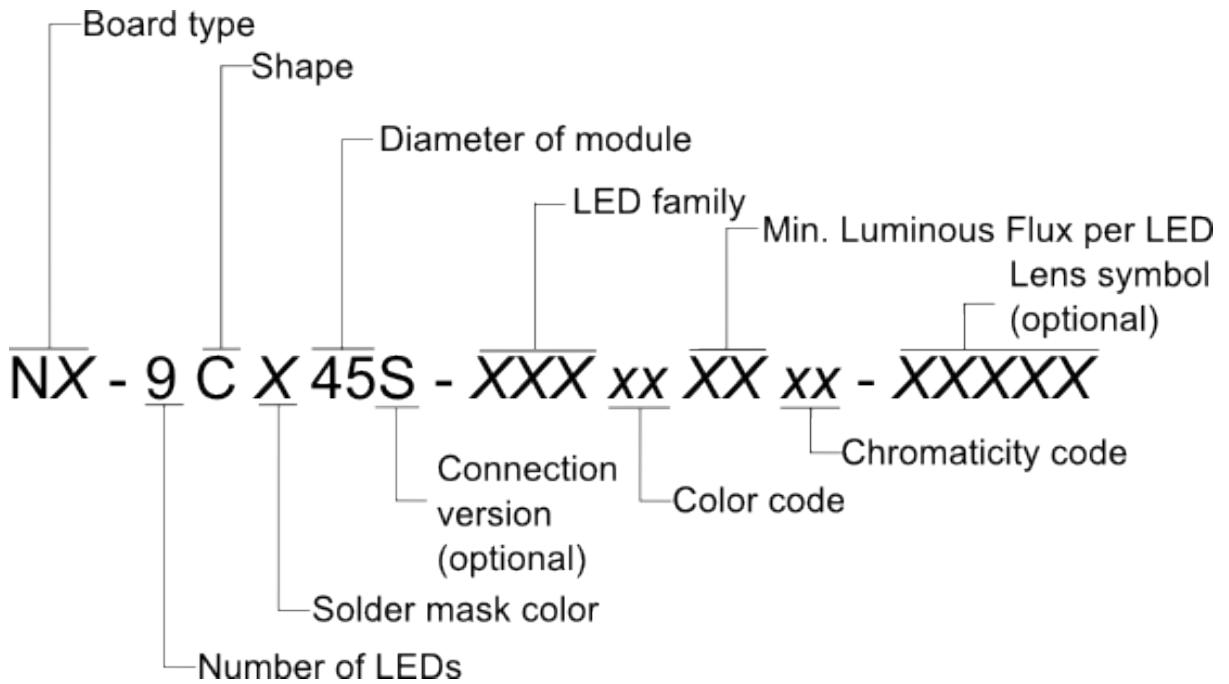 Board type
Shape
Diameter of module
LED family
Min. Luminous Flux per LED
Lens symbol
(optional)
NX - 9 C X 45S - XXX xx XX xx - XXXXX
Chromaticity code
Connection
version
(optional)
Color code
Solder mask color
Number of LEDs